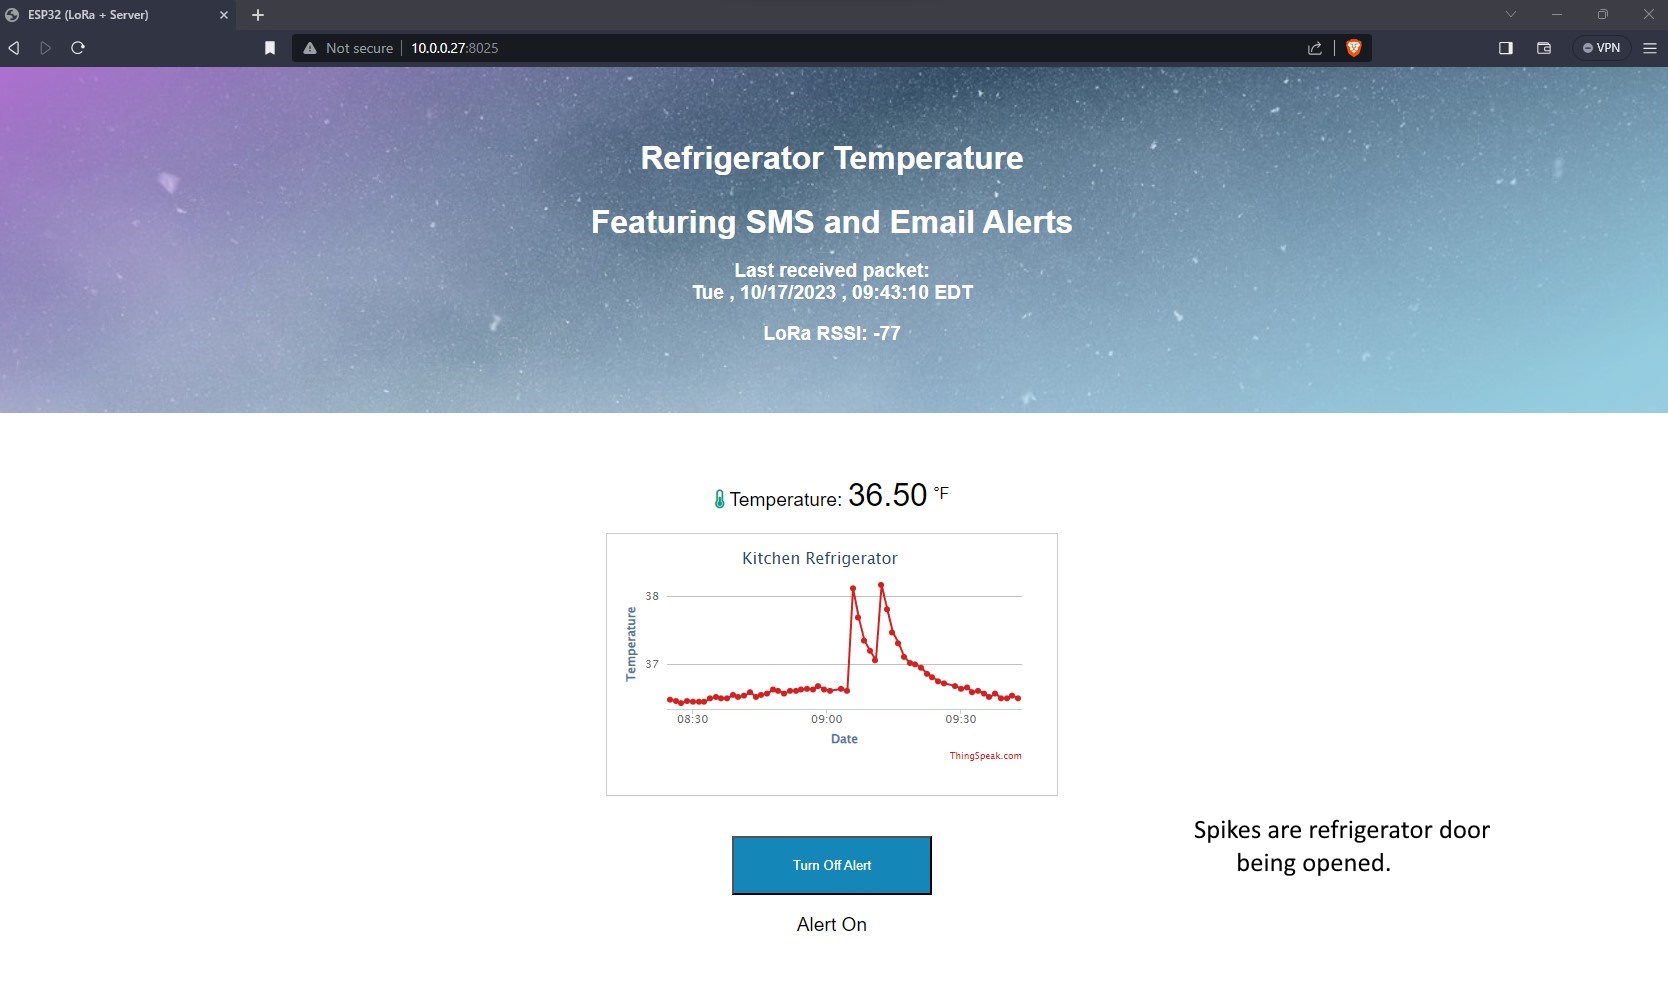 ESP32 (LoRa + Server)
Not secure
10.0.0.27:8025
VPN
Refrigerator Temperature
Featuring SMS and Email Alerts
Last received packet:
Tue , 10/17/2023 , 09:43:10 EDT
LoRa RSSI: -77
Temperature: 36.50 °F
Kitchen Refrigerator
38
37
Temperature
08:30 09:00 09:30
Date
ThingSpeak.com
Spikes are refrigerator door
being opened.
Turn Off Alert
Alert On